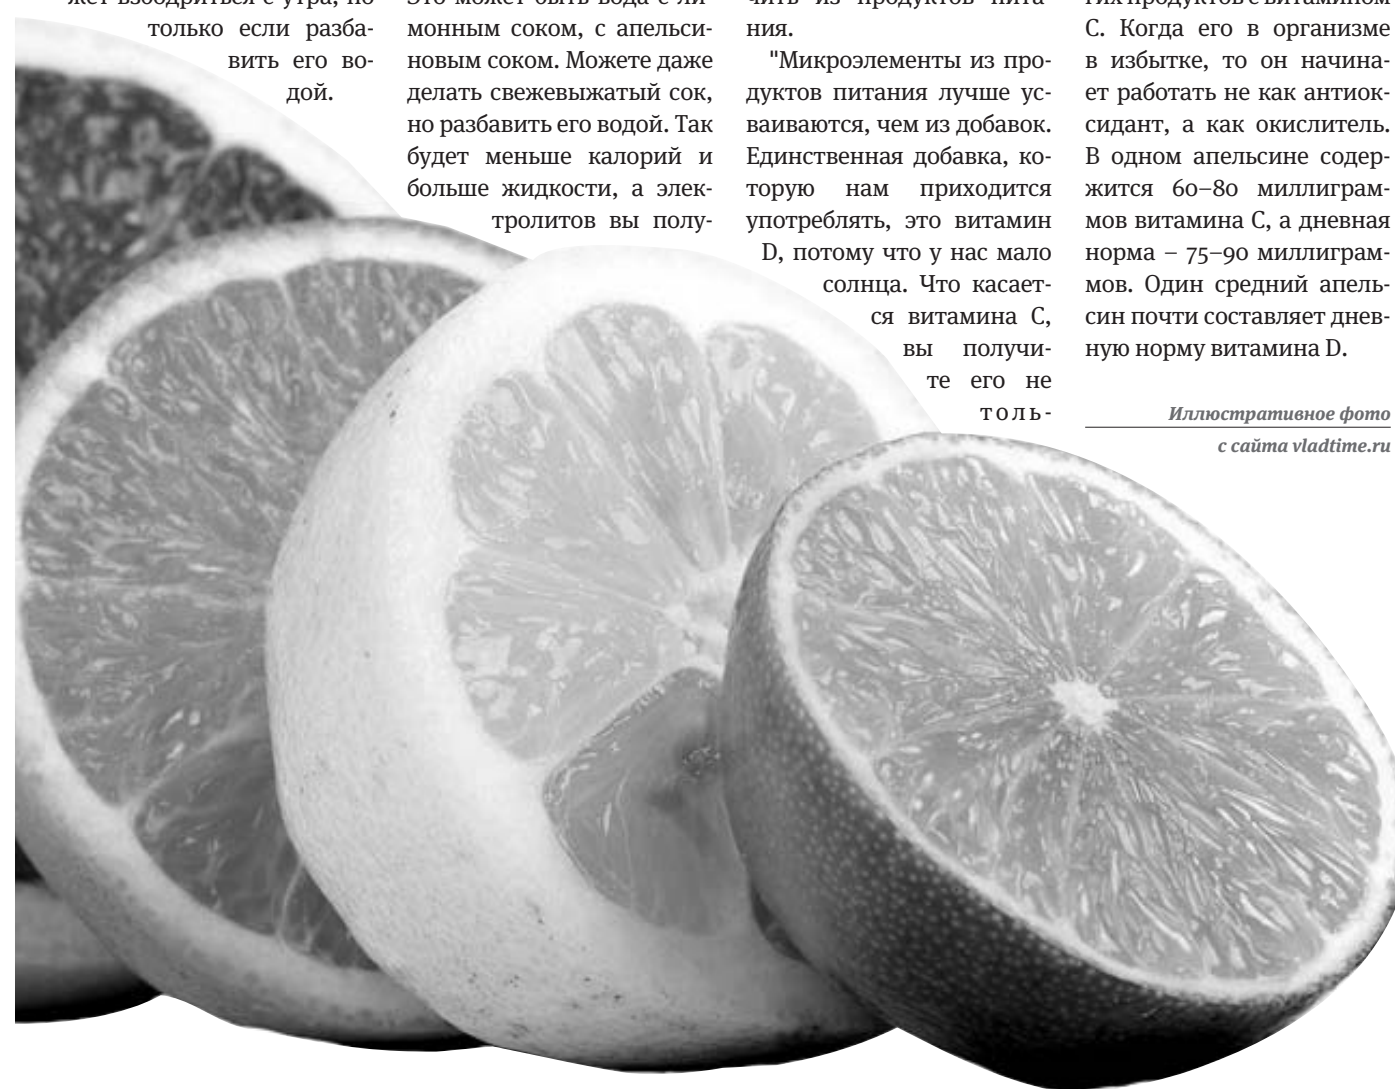 жет взбодриться с утра, но
только если разба-
вить его во-
дой.
Это может быть вода с ли-
монным соком, с апельси-
новым соком. Можете даже
делать свежевыжатый сок,
но разбавить его водой. Так
будет меньше калорий и
больше жидкости, а элек-
тролитов вы полу-
чить из продуктов пита-
ния.
"Микроэлементы из про-
дуктов питания лучше ус-
ваиваются, чем из добавок.
Единственная добавка, ко-
торую нам приходится
употреблять, это витамин
D, потому что у нас мало
солнца. Что касает-
ся витамина С,
вы получи-
те его не
толь-
гих продуктов с витамином
С. Когда его в организме
в избытке, то он начина-
ет работать не как антиок-
сидант, а как окислитель.
В одном апельсине содер-
жится 60–80 миллиграм-
мов витамина С, а дневная
норма – 75–90 миллиграм-
мов. Один средний апель-
син почти составляет днев-
ную норму витамина D.
Иллюстративное фото
с сайта vladtime.ru